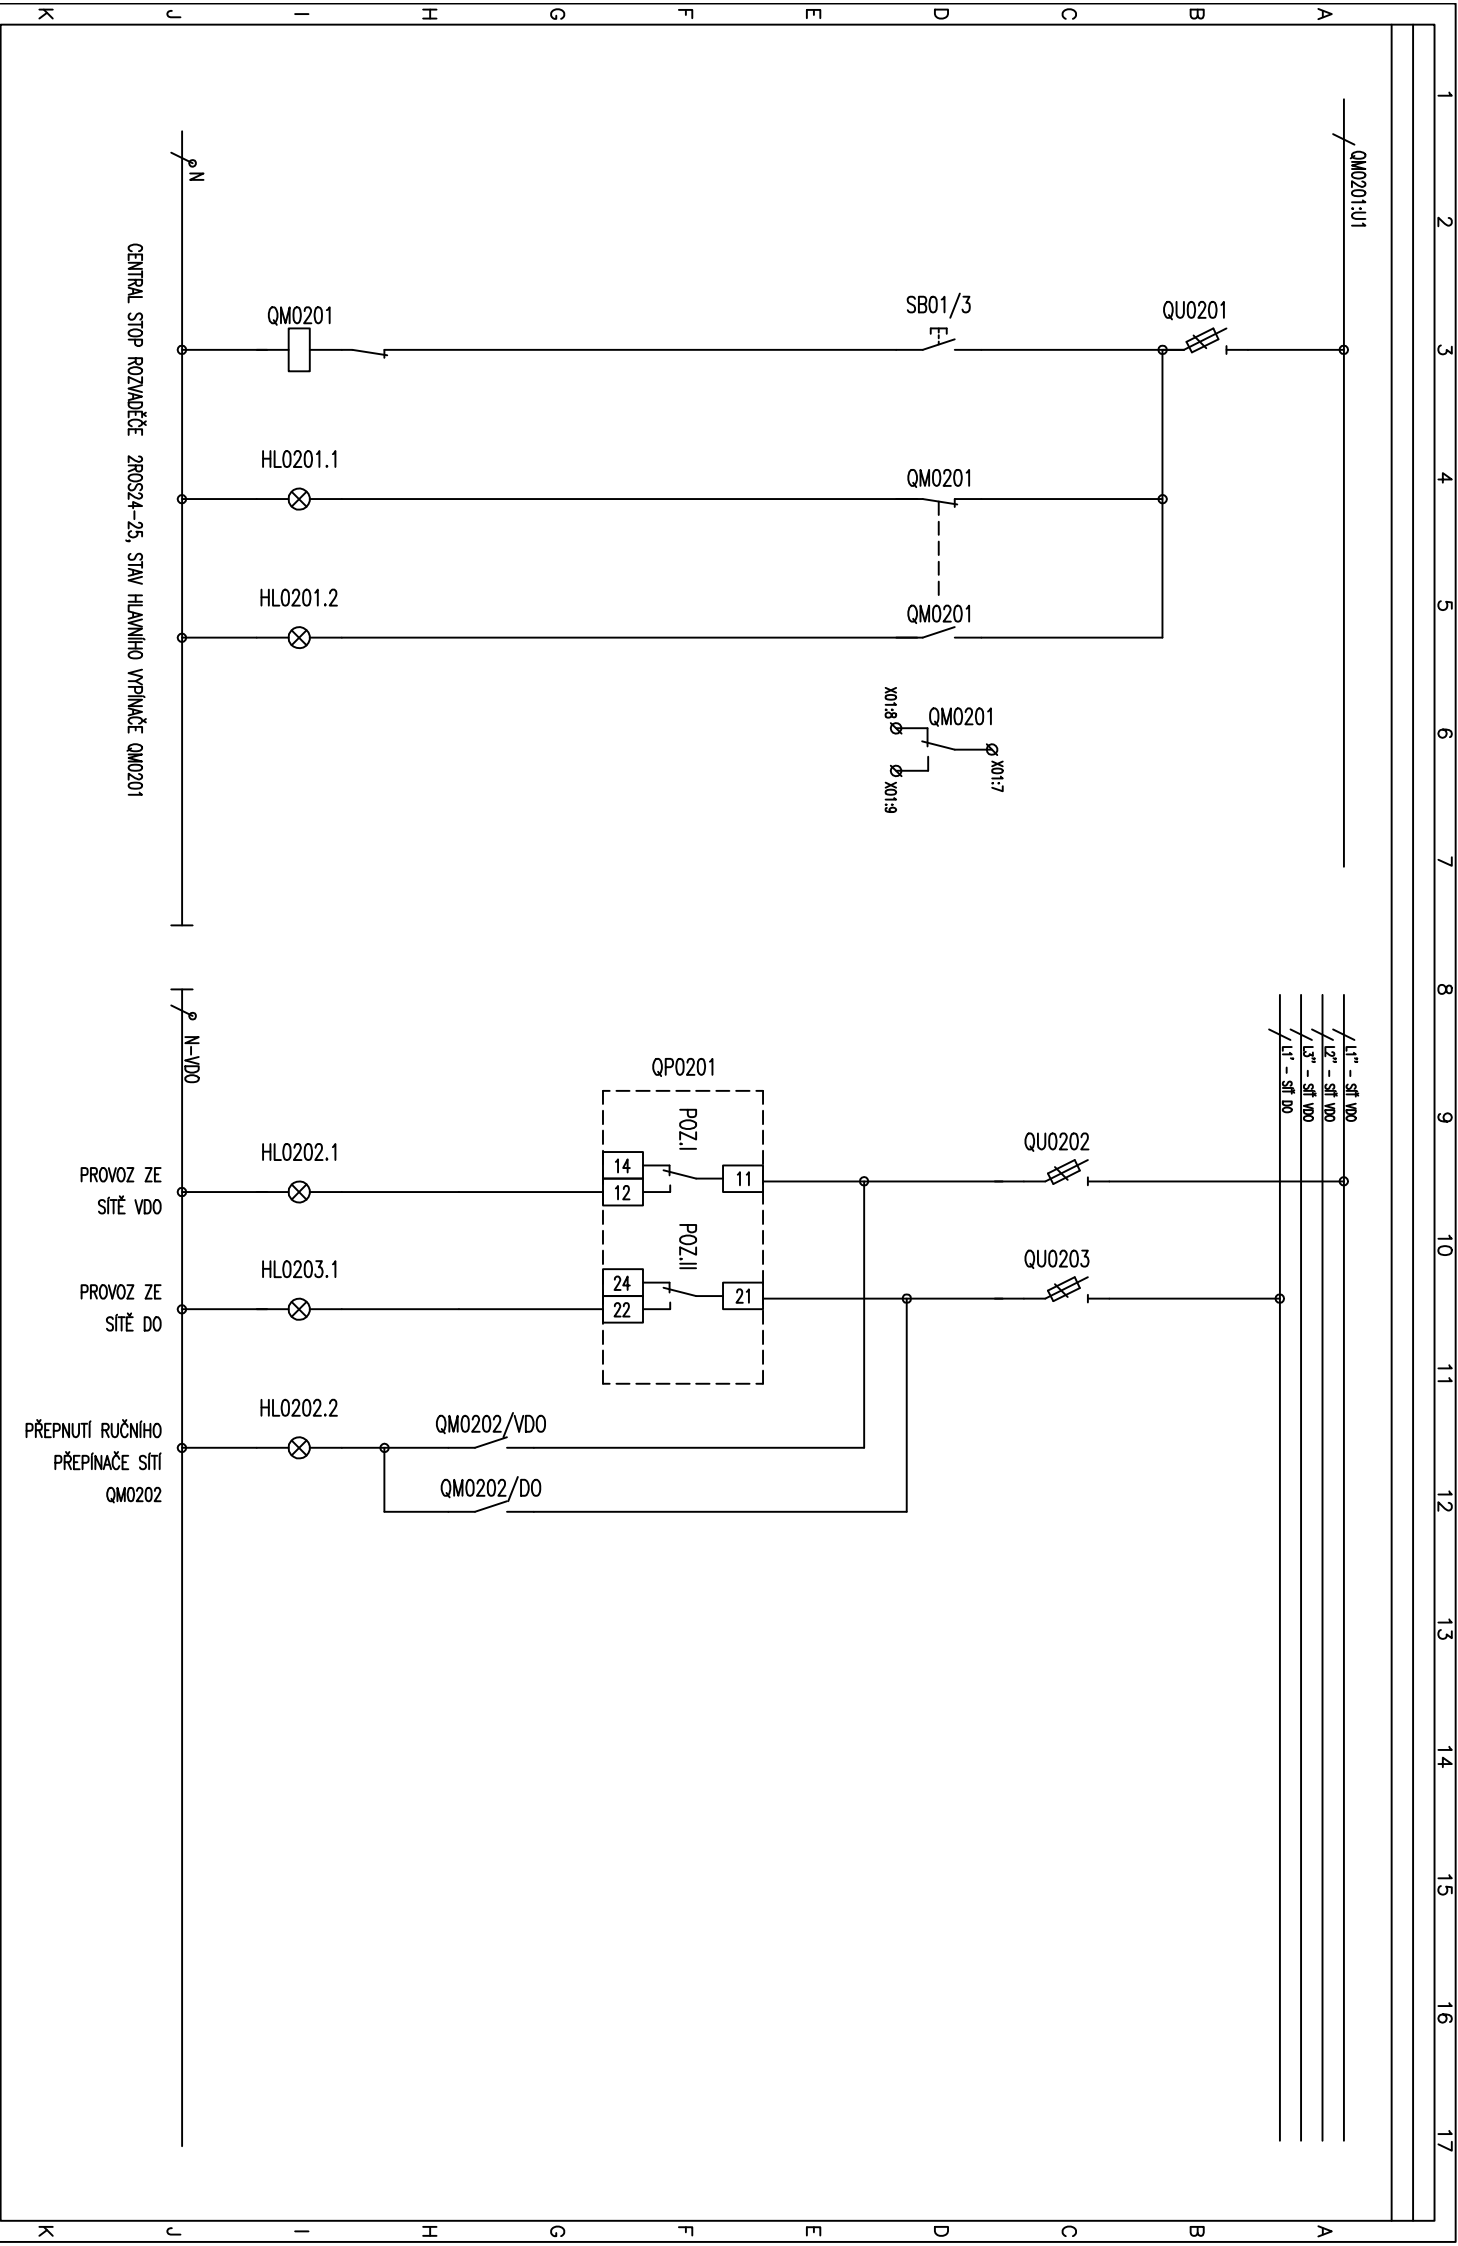 1
2
3
4
5
6
7
8
9
10
11
12
13
14
15
16
17
A
B
C
D
E
F
G
H
I
J
K
A
B
C
D
E
F
G
H
I
J
K
QM0201:U1
N
QU0201
SB01/3
QM0201
QM0201
HL0201.1
QM0201
HL0201.2
QM0201
X01:7
X01:8
X01:9
CENTRAL STOP ROZVADĚČE 2ROS24-25, STAV HLAVNÍHO VYPÍNAČE QM0201
L1'' - SÍŤ VDO
L2'' - SÍŤ VDO
L3'' - SÍŤ VDO
L1' - SÍŤ DO
N-VDO
QU0202
QU0203
QP0201
POZ.I
14
12
11
POZ.II
24
22
21
HL0202.1
HL0203.1
HL0202.2
QM0202/VDO
QM0202/DO
PROVOZ ZE
SÍTĚ VDO
PROVOZ ZE
SÍTĚ DO
PŘEPNUTÍ RUČNÍHO
PŘEPÍNAČE SÍTÍ
QM0202